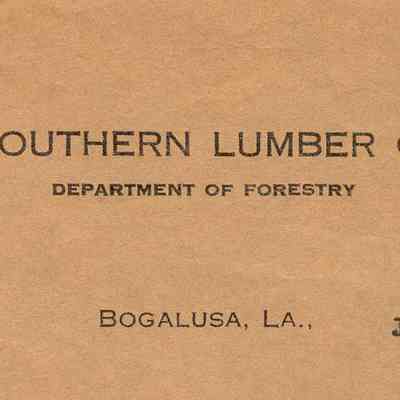 OUTHERN LUMBER
DEPARTMENT OF FORESTRY
BOGALUSA, LA.,